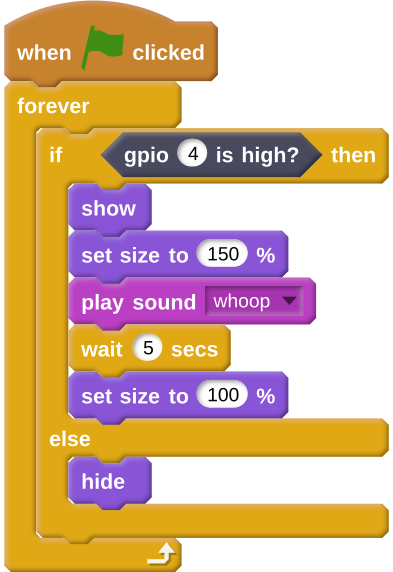 when clicked
forever
if gpio 4 is high? then
show
set size to 150 %
play sound whoop
wait 5 secs
set size to 100 %
else
hide